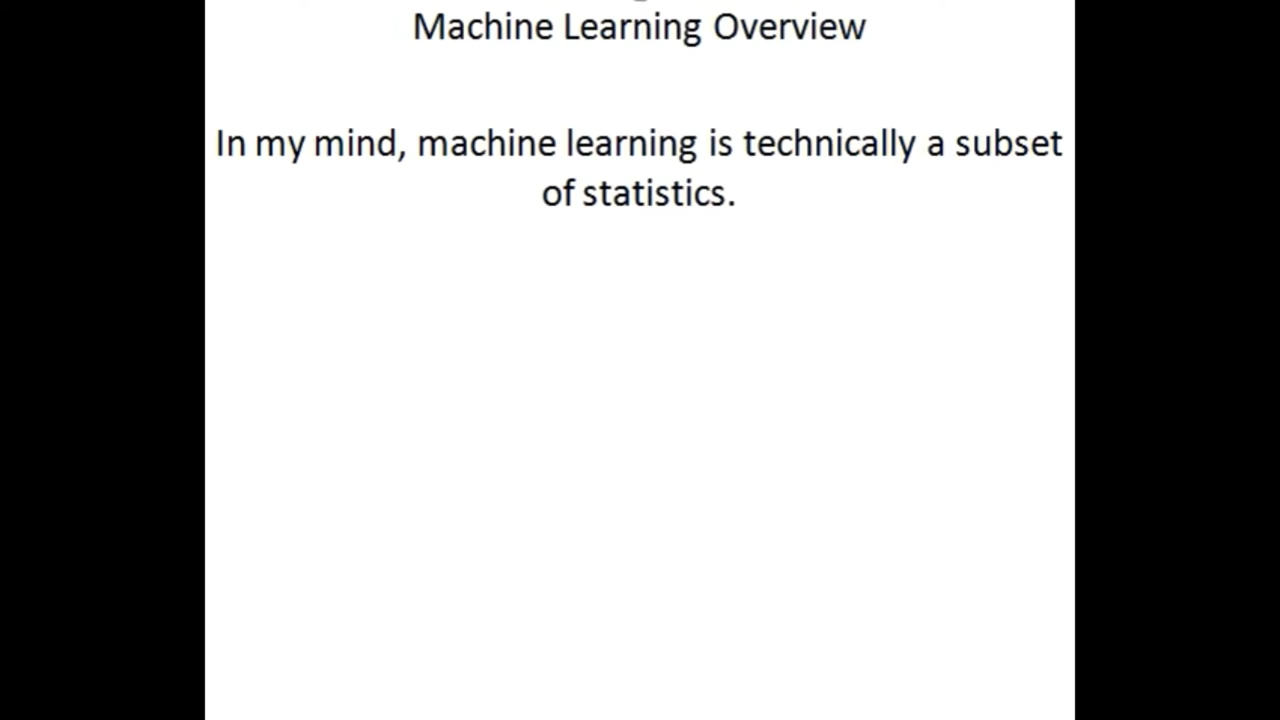 Machine Learning Overview
In my mind, machine learning is technically a subset
of statistics.